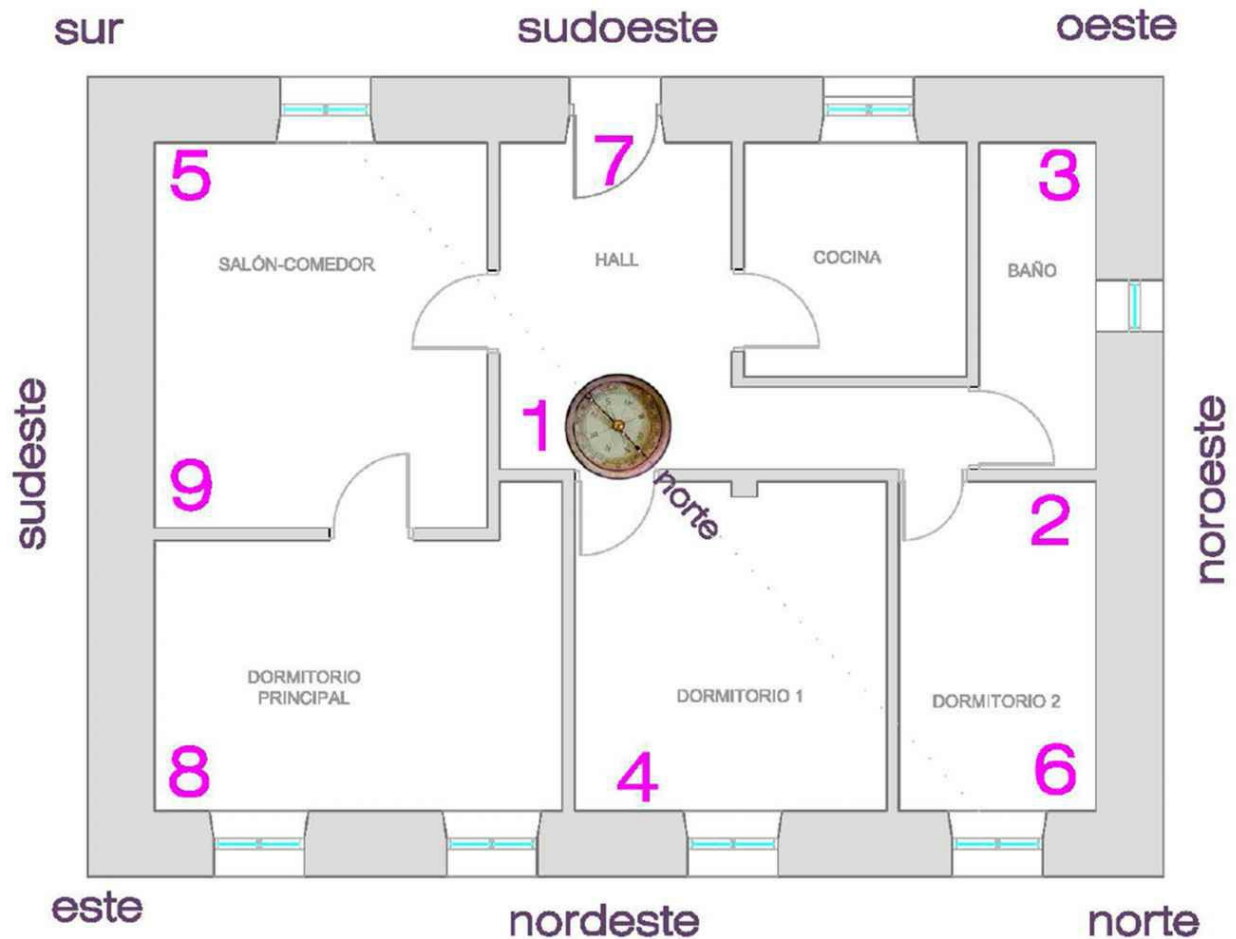 sur
sudoeste
oeste
5
7
3
SALÓN-COMEDOR
HALL
COCINA
BAÑO
sudeste
1
noroeste
9
norte
2
DORMITORIO
PRINCIPAL
DORMITORIO 1
DORMITORIO 2
8
4
6
este
nordeste
norte